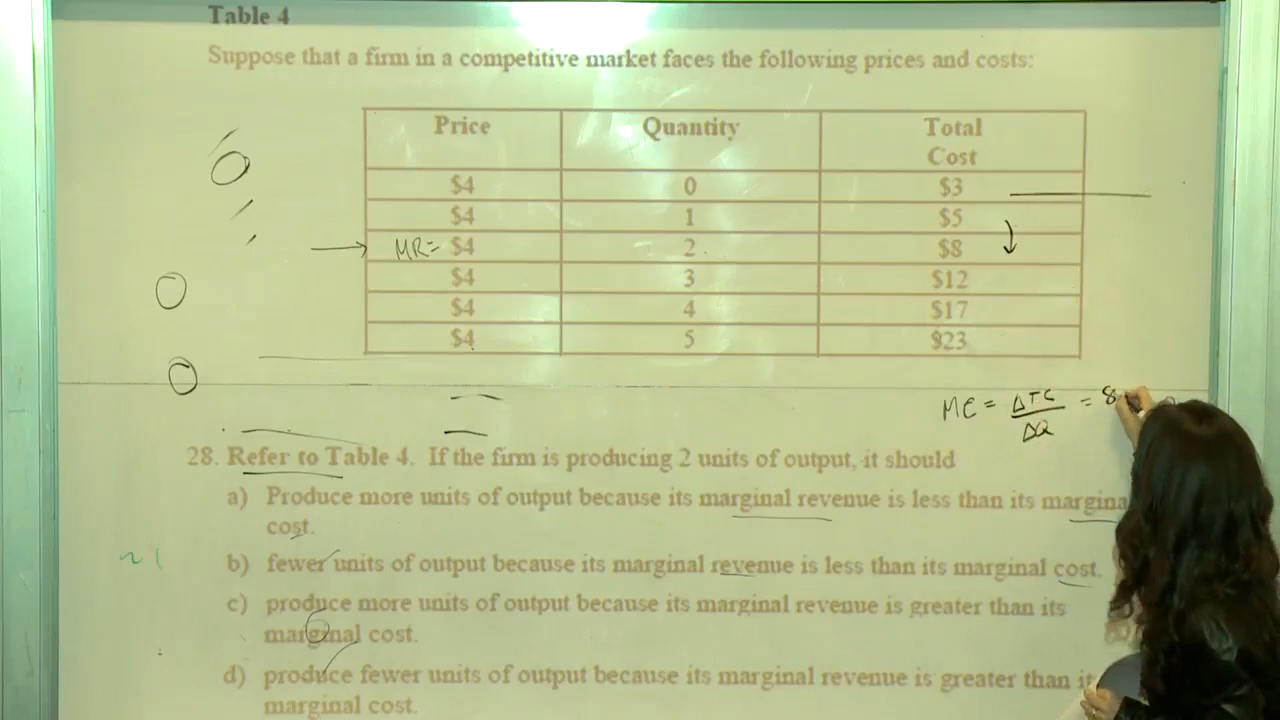 Table 4
Suppose that a firm in a competitive market faces the following prices and costs:
Price Quantity Total
Cost
$4 0 $3
$4 1 $5
MR= $4 2 $8
$4 3 $12
$4 4 $17
$4 5 $23
MC = ΔTC = 8
ΔQ
28. Refer to Table 4. If the firm is producing 2 units of output, it should
a) Produce more units of output because its marginal revenue is less than its
cost.
b) fewer units of output because its marginal revenue is less than its marginal cost.
c) produce more units of output because its marginal revenue is greater than its
marginal cost.
d) produce fewer units of output because its marginal revenue is greater than
marginal cost.